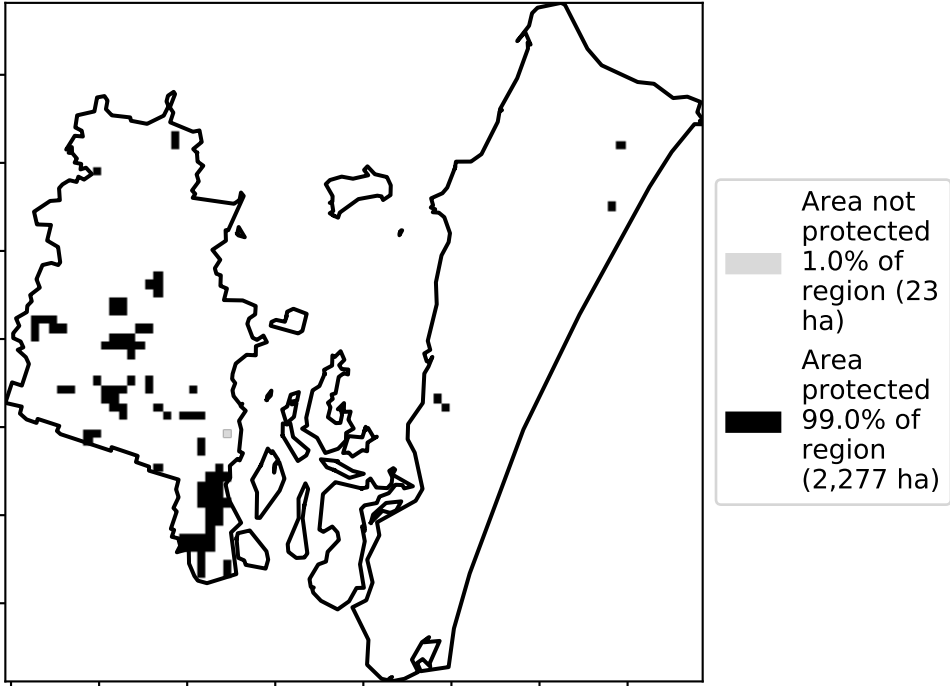 Area not
protected
1.0% of
region (23
ha)
Area
protected
99.0% of
region
(2,277 ha)